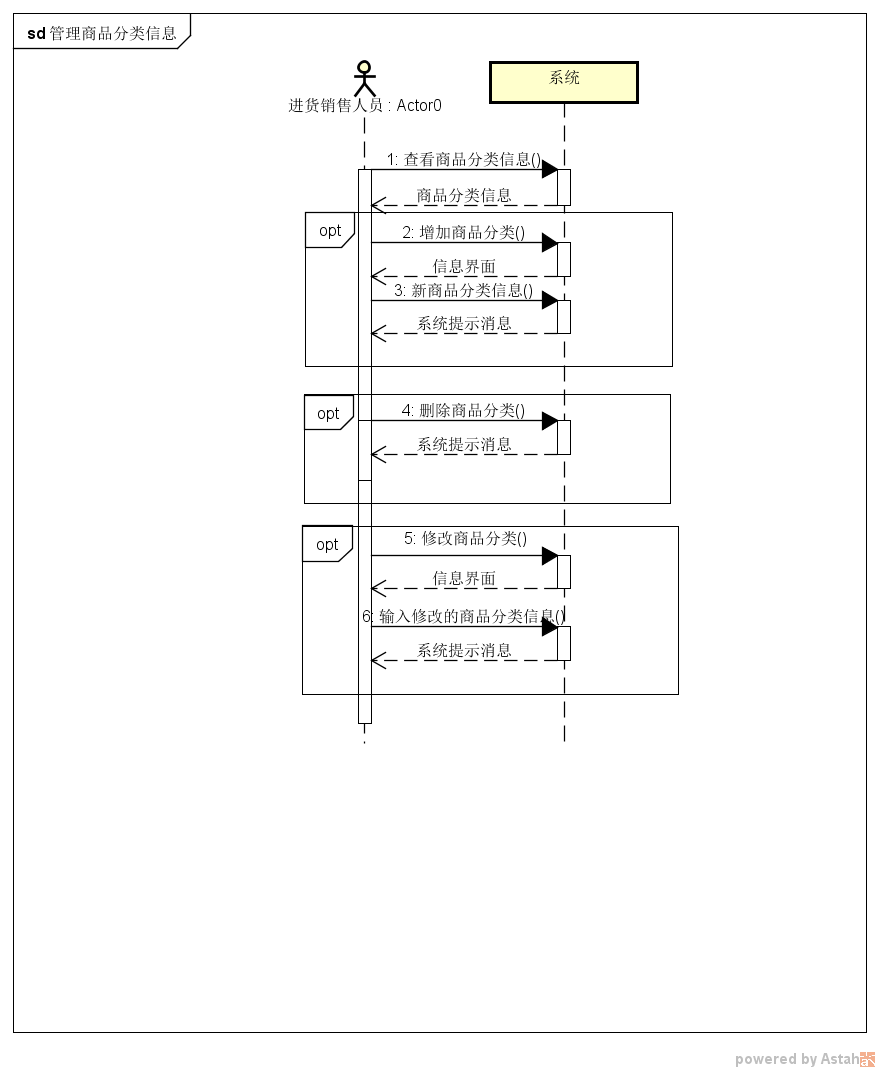 sd 管理商品分类信息
系统
进货销售人员 : Actor0
1: 查看商品分类信息()
商品分类信息
opt
2: 增加商品分类()
信息界面
3: 新商品分类信息()
系统提示消息
opt
4: 删除商品分类()
系统提示消息
opt
5: 修改商品分类()
信息界面
6: 输入修改的商品分类信息()
系统提示消息
powered by Astah